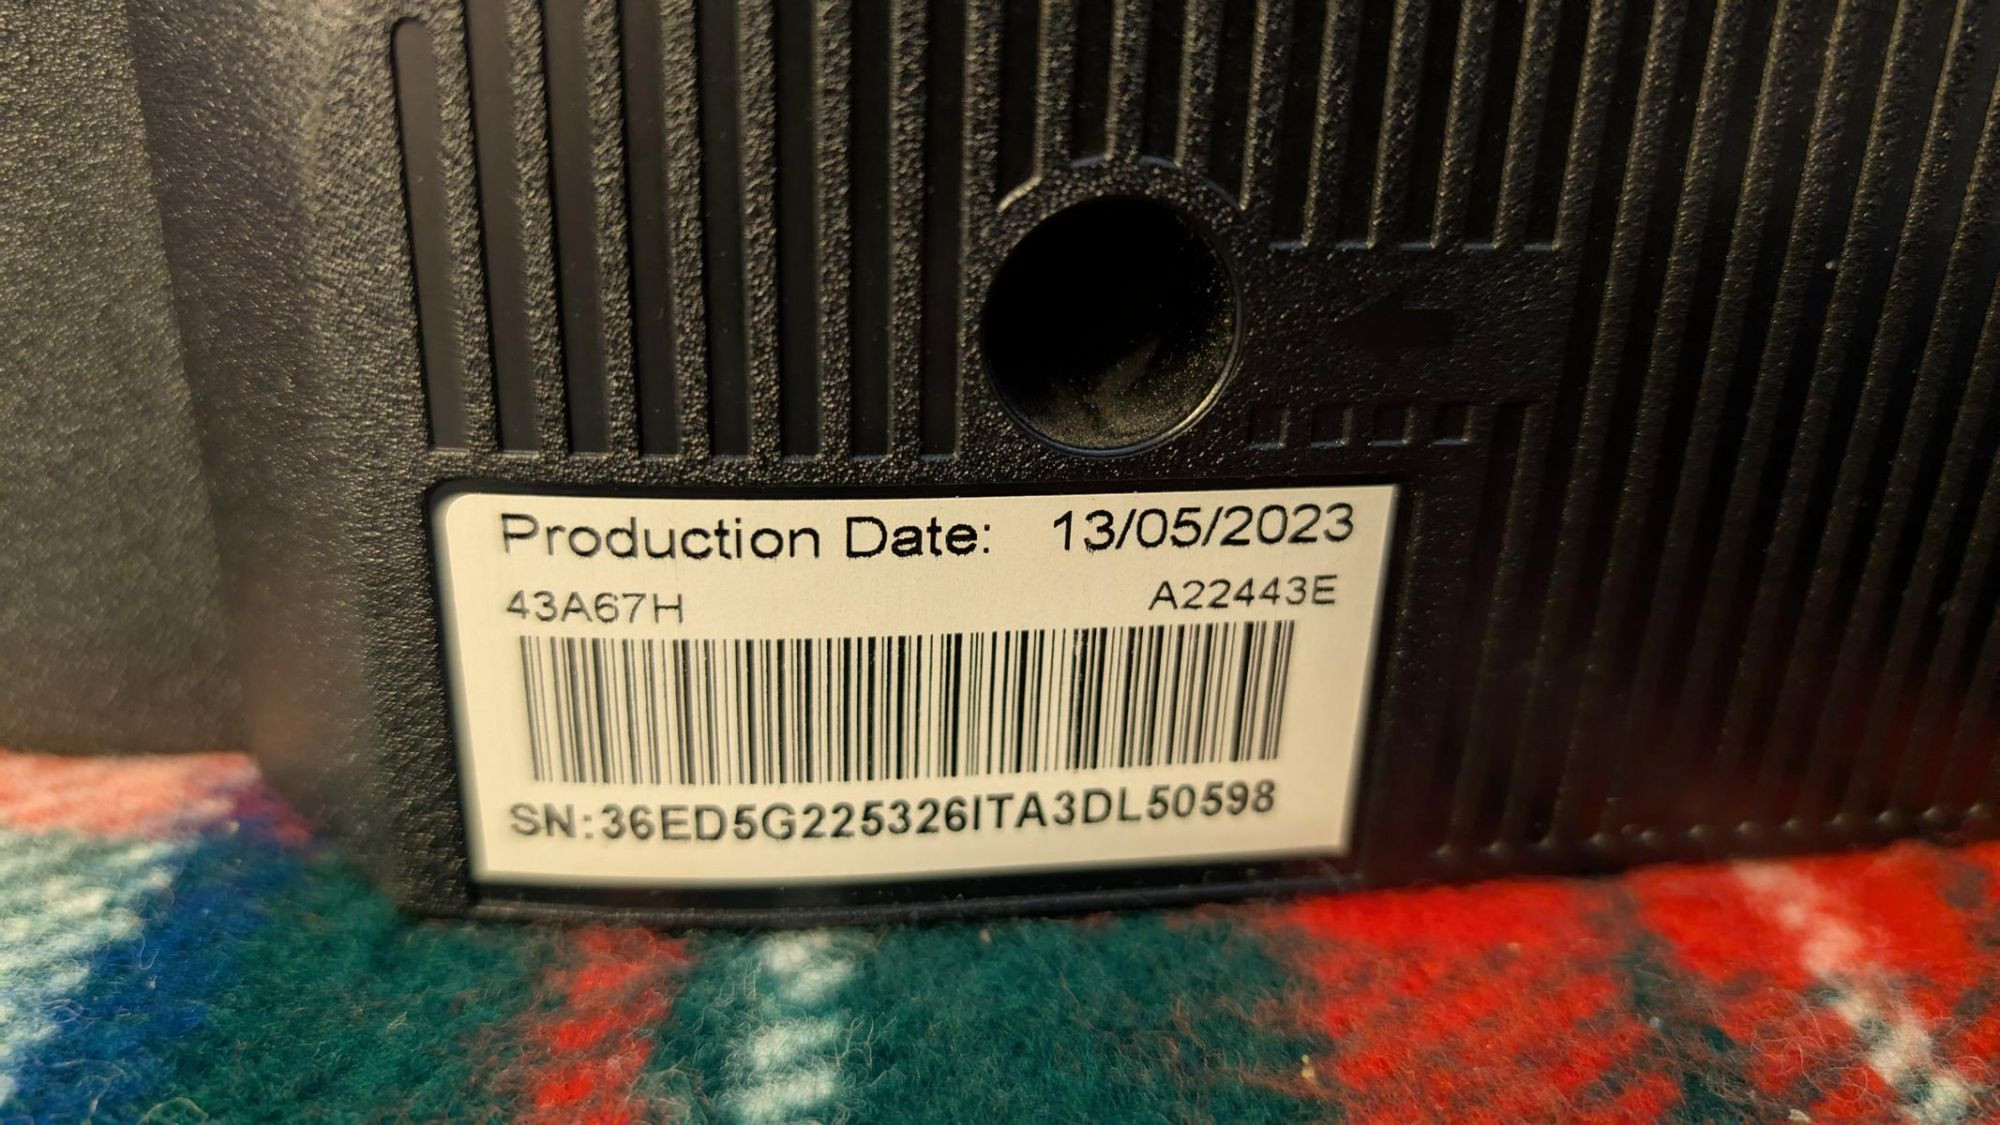 Production Date: 13/05/2023
43A67H A22443E
SN:36ED5G225326ITA3DL50598